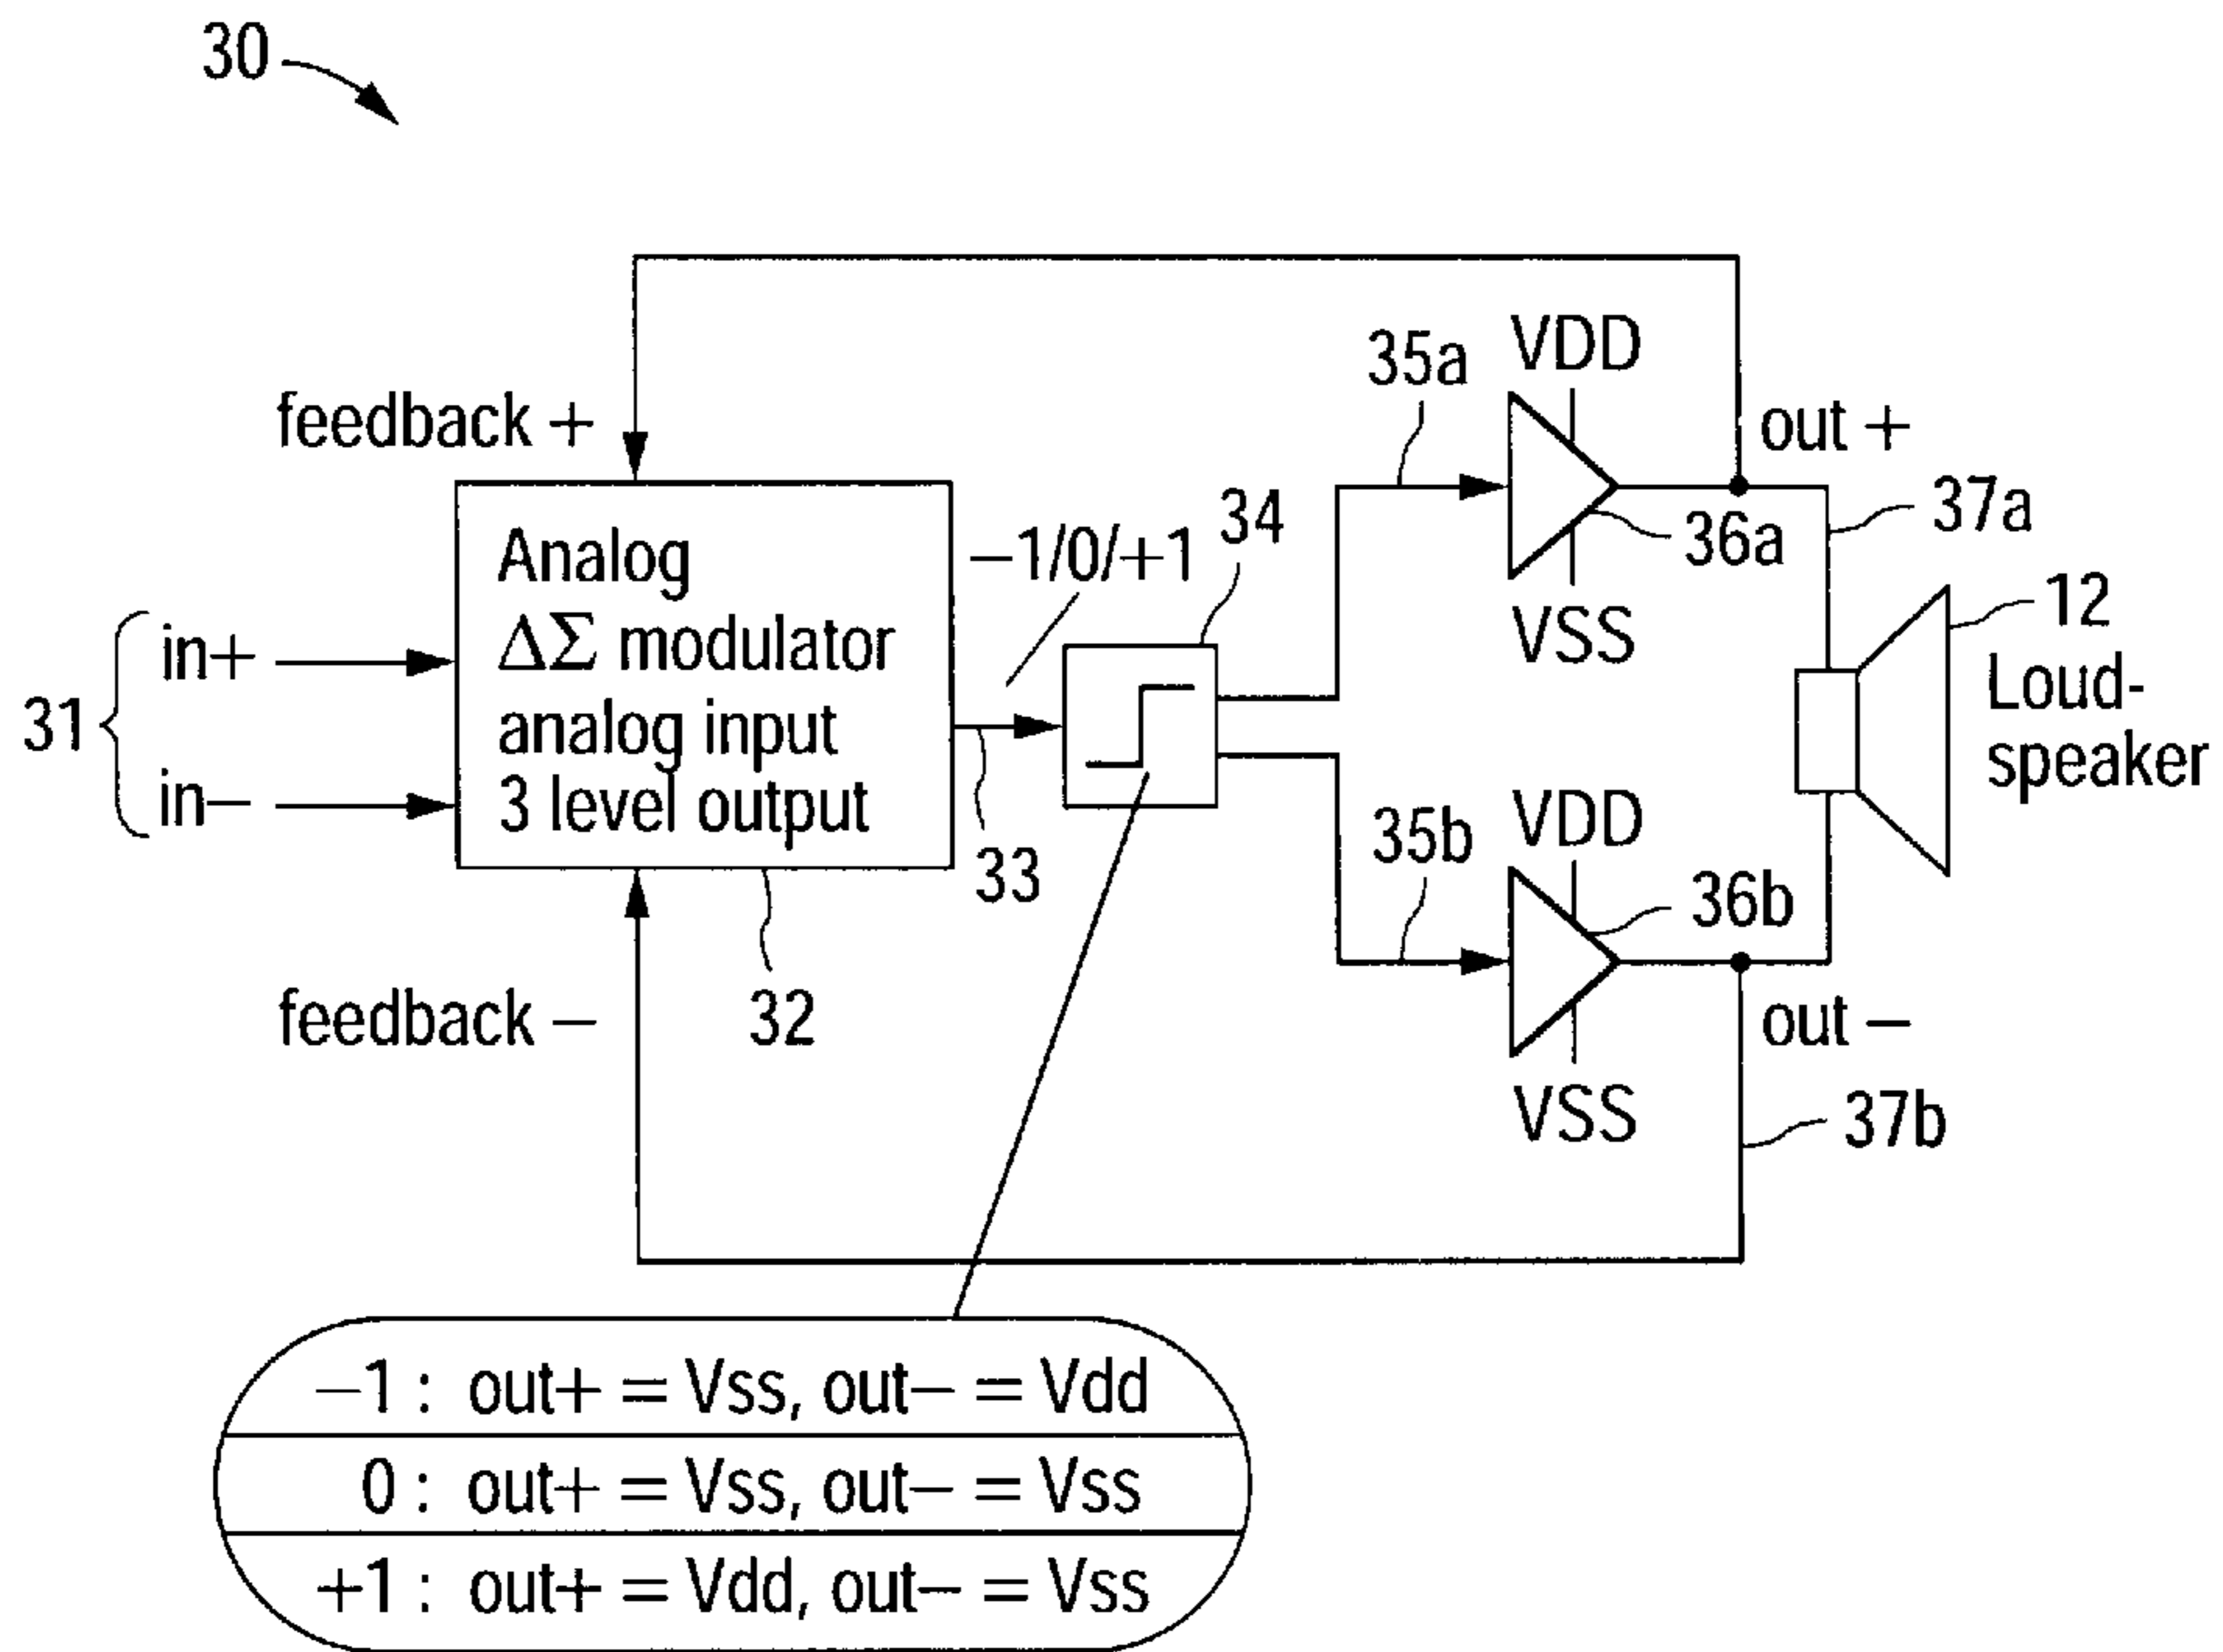 30
VDD
35a
feedback +
out +
34
37a
36a
−1/0/+1
Analog
ΔΣ modulator
analog input
3 level output
12
VSS
Loud-
speaker
in+
31
in−
VDD
35b
33
36b
feedback −
32
out −
VSS
37b
−1 : out+ = Vss, out− = Vdd
0 : out+ = Vss, out− = Vss
+1 : out+ = Vdd, out− = Vss